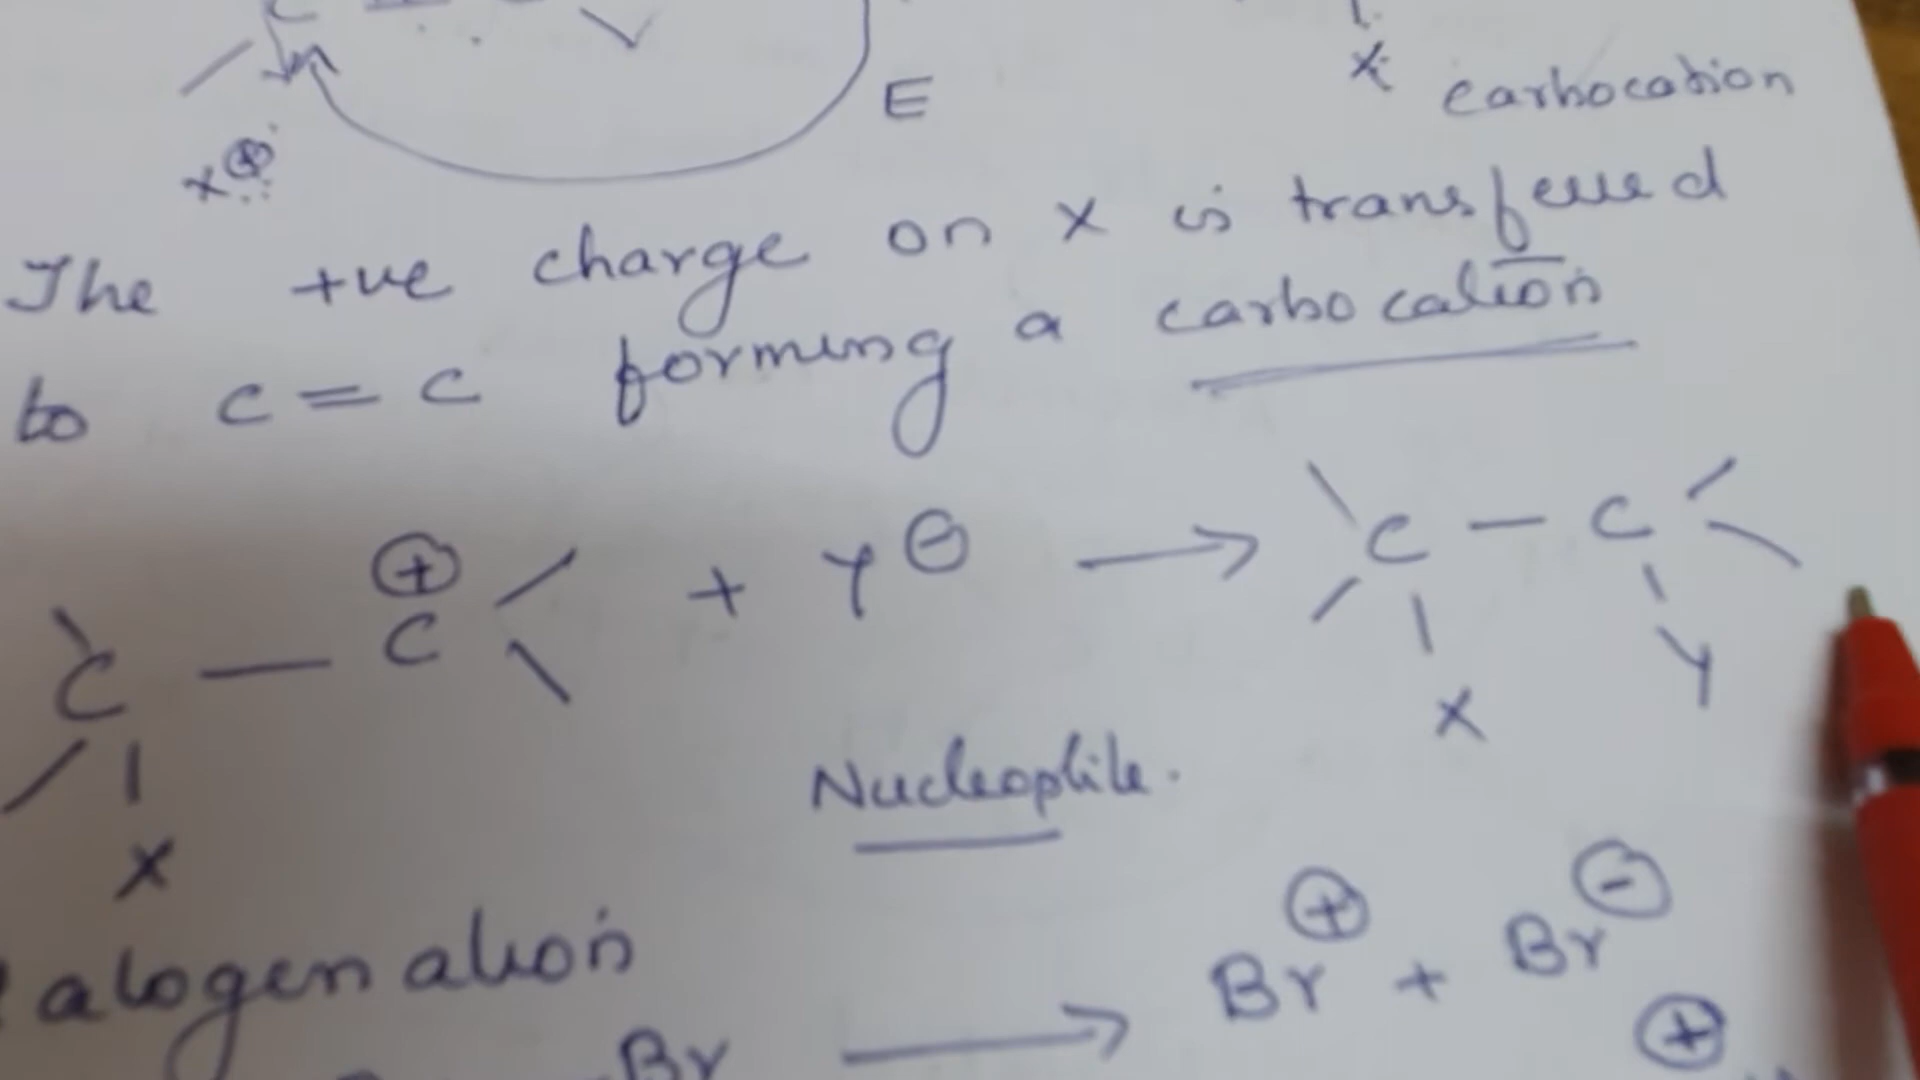 X
E
carbocation
X⊕
The +ve charge on X is transferred
to C = C forming a carbocation
C — C⊕ + Y⊖ → C — C
X
X Y
Nucleophile.
alogenation
Br → Br⊕ + Br⊖
⊕